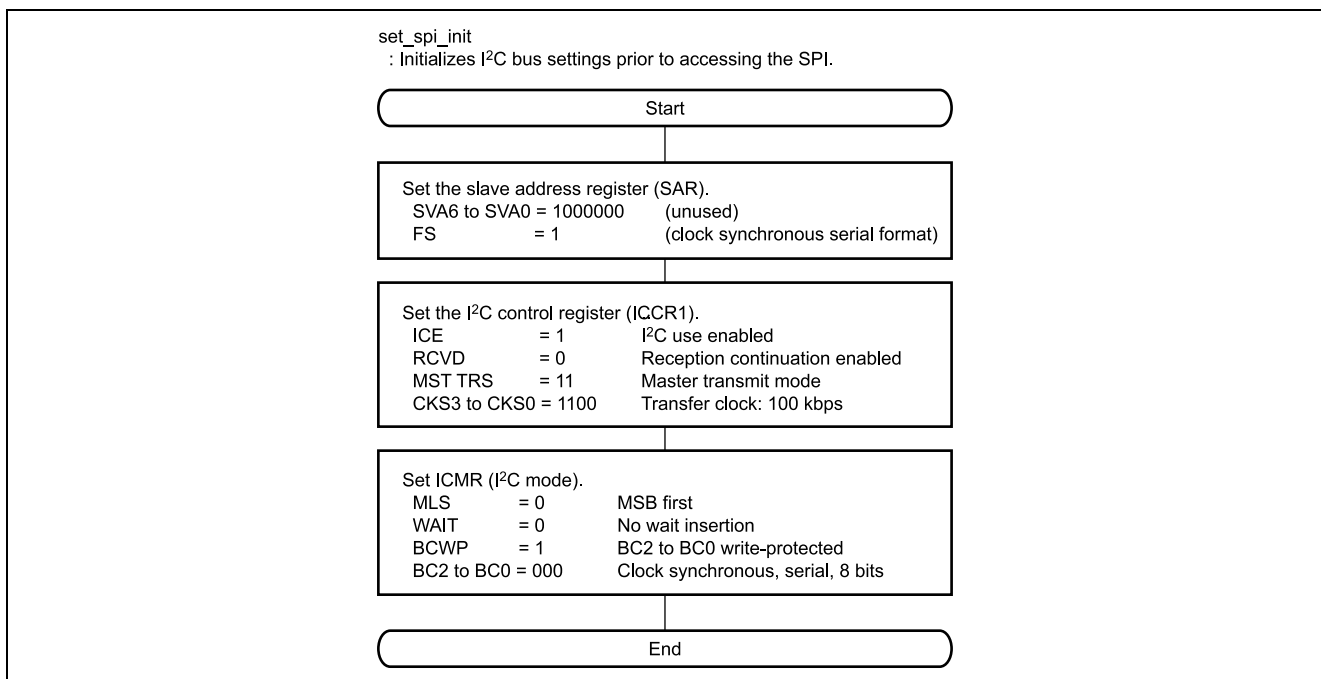 set_spi_init
: Initializes I²C bus settings prior to accessing the SPI.
Start
Set the slave address register (SAR).
SVA6 to SVA0 = 1000000 (unused)
FS = 1 (clock synchronous serial format)
Set the I²C control register (ICCR1).
ICE = 1 I²C use enabled
RCVD = 0 Reception continuation enabled
MST TRS = 11 Master transmit mode
CKS3 to CKS0 = 1100 Transfer clock: 100 kbps
Set ICMR (I²C mode).
MLS = 0 MSB first
WAIT = 0 No wait insertion
BCWP = 1 BC2 to BC0 write-protected
BC2 to BC0 = 000 Clock synchronous, serial, 8 bits
End